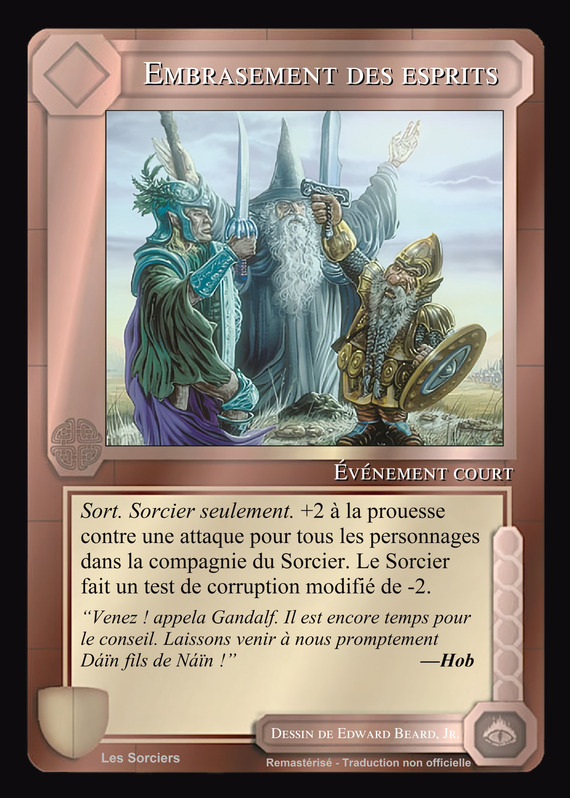 Embrasement des esprits
Événement court
Sort. Sorcier seulement. +2 à la prouesse
contre une attaque pour tous les personnages
dans la compagnie du Sorcier. Le Sorcier
fait un test de corruption modifié de -2.
“Venez ! appela Gandalf. Il est encore temps pour
le conseil. Laissons venir à nous promptement
Dáïn fils de Náïn !” —Hob
Dessin de Edward Beard, Jr.
Les Sorciers
Remastérisé - Traduction non officielle